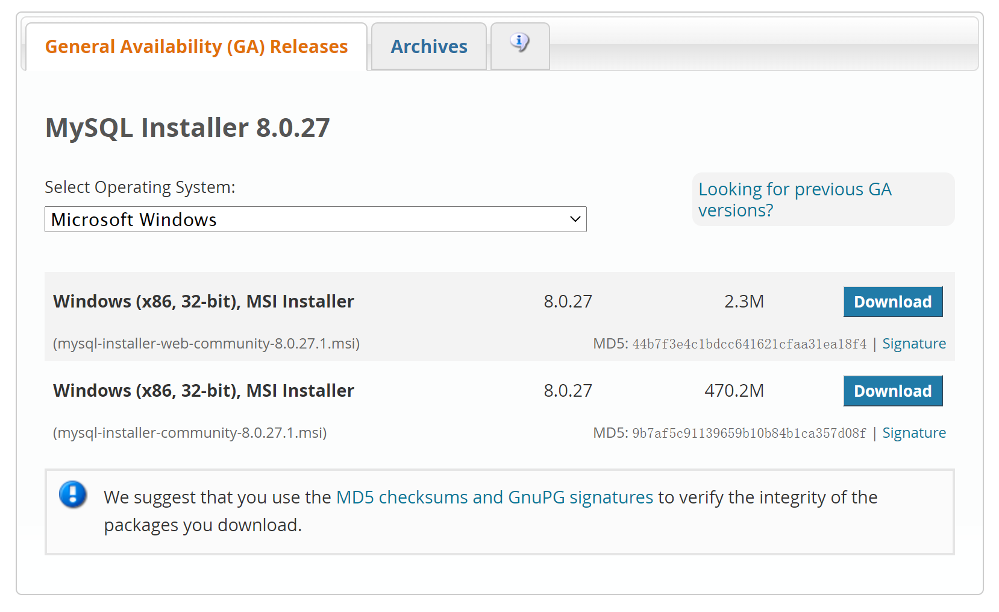 General Availability (GA) Releases
Archives
MySQL Installer 8.0.27
Select Operating System:
Microsoft Windows
Looking for previous GA
versions?
Windows (x86, 32-bit), MSI Installer 8.0.27 2.3M Download
(mysql-installer-web-community-8.0.27.1.msi) MD5: 44b7f3e4c1bdcc641621cfaa31ea18f4 | Signature
Windows (x86, 32-bit), MSI Installer 8.0.27 470.2M Download
(mysql-installer-community-8.0.27.1.msi) MD5: 9b7af5c91139659b10b84b1ca357d08f | Signature
We suggest that you use the MD5 checksums and GnuPG signatures to verify the integrity of the
packages you download.